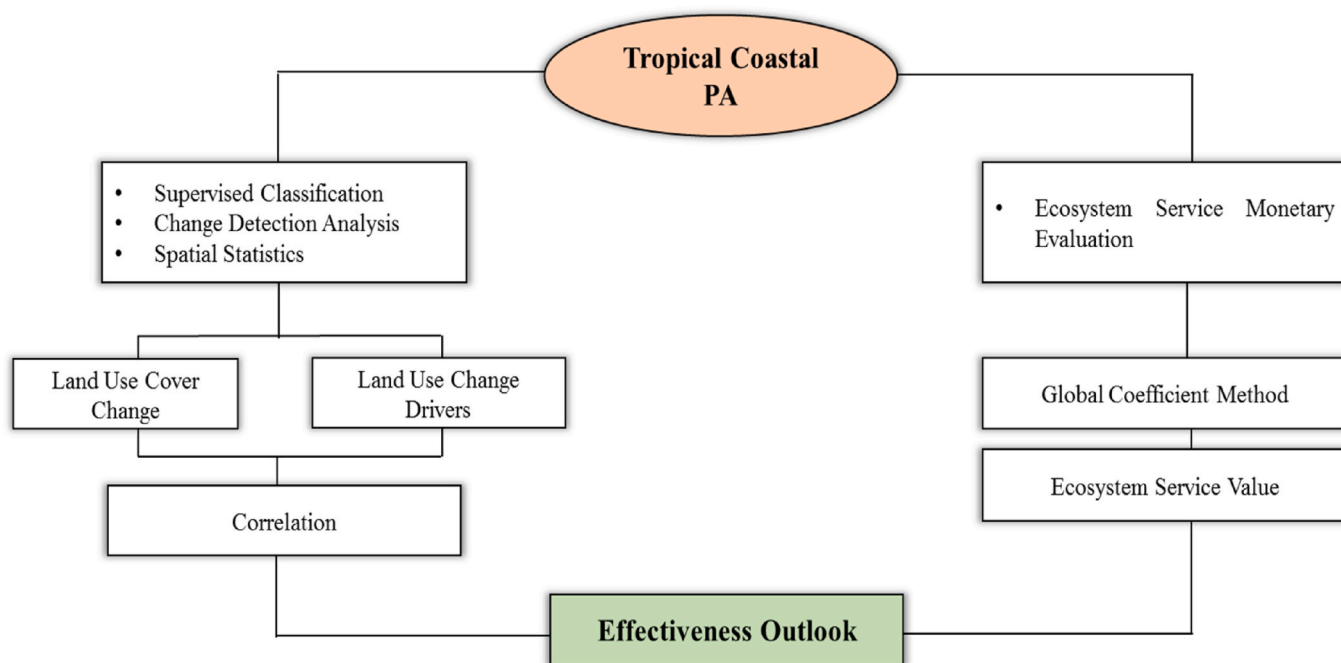 Tropical Coastal
PA
• Supervised Classification
• Change Detection Analysis
• Spatial Statistics
• Ecosystem Service Monetary
Evaluation
Land Use Cover
Change
Land Use Change
Drivers
Global Coefficient Method
Correlation
Ecosystem Service Value
Effectiveness Outlook